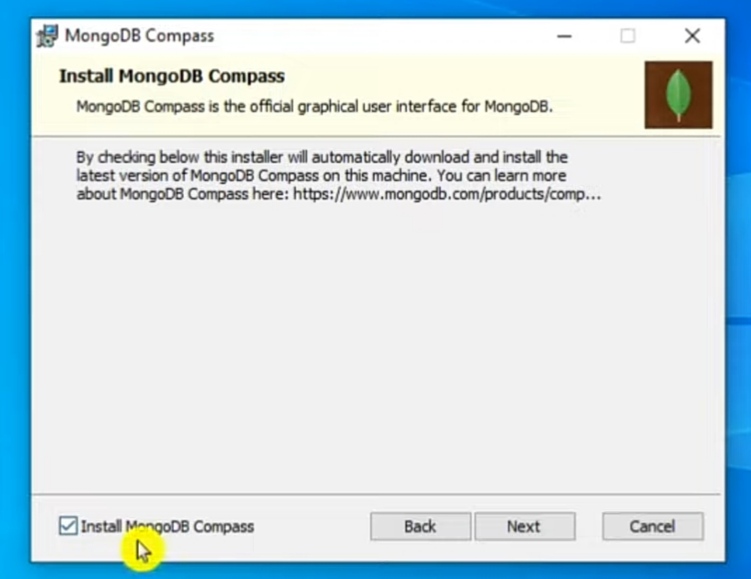 MongoDB Compass
Install MongoDB Compass
MongoDB Compass is the official graphical user interface for MongoDB.
By checking below this installer will automatically download and install the
latest version of MongoDB Compass on this machine. You can learn more
about MongoDB Compass here: https://www.mongodb.com/products/comp...
Install MongoDB Compass
Back
Next
Cancel